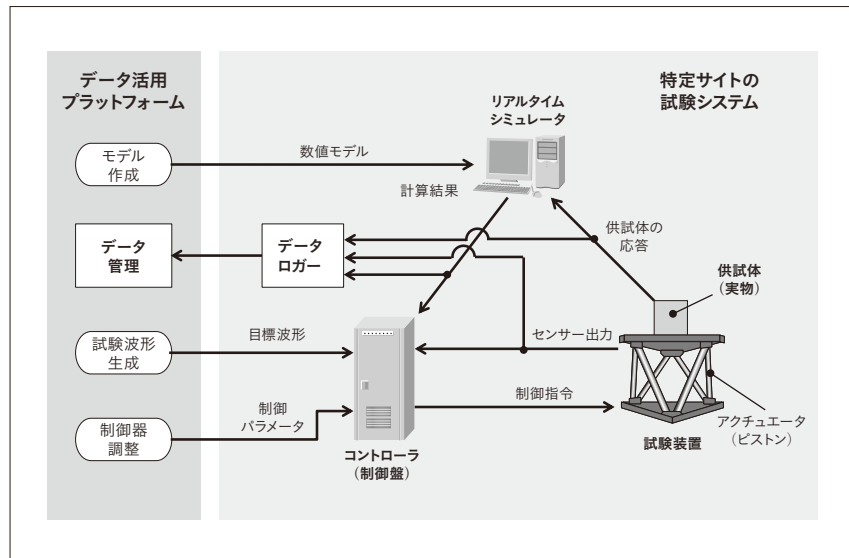 データ活用
プラットフォーム
特定サイトの
試験システム
リアルタイム
シミュレータ
モデル
作成
数値モデル
計算結果
供試体の
応答
データ
管理
データ
ロガー
供試体
（実物）
試験波形
生成
目標波形
センサー出力
制御器
調整
制御
パラメータ
制御指令
コントローラ
（制御盤）
試験装置
アクチュエータ
（ピストン）